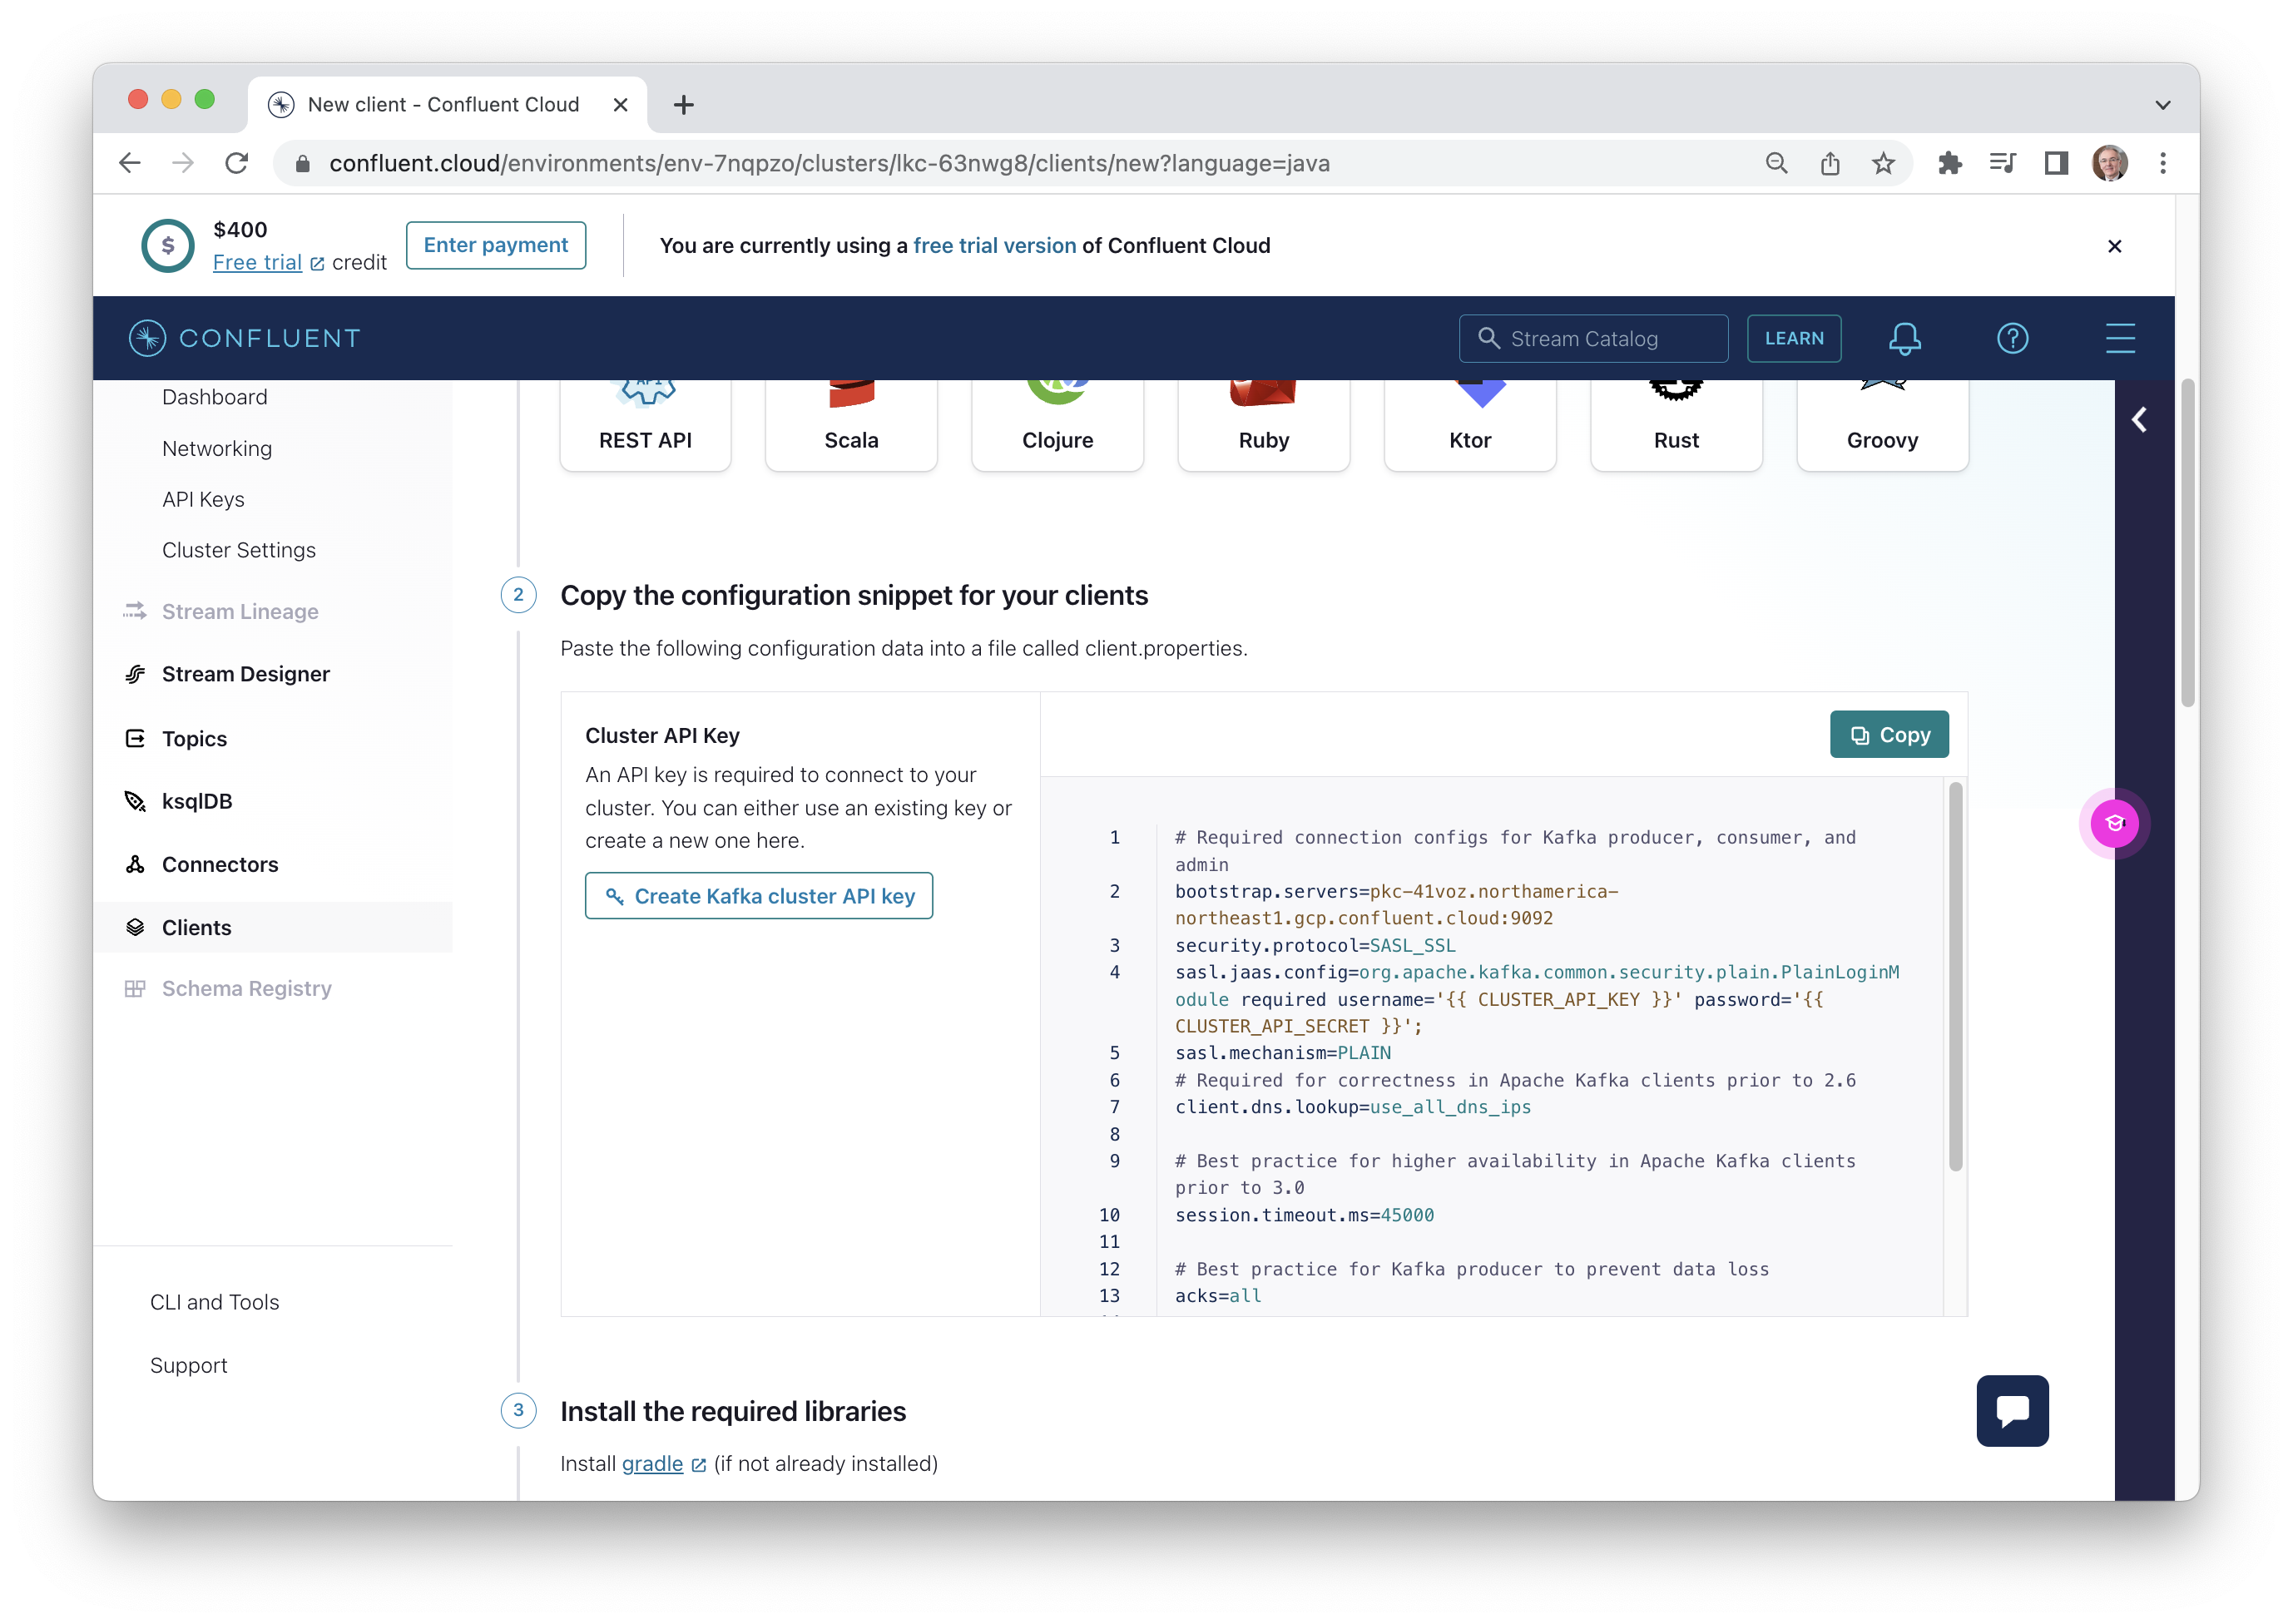 New client - Confluent Cloud
confluent.cloud/environments/env-7nqpzo/clusters/lkc-63nwg8/clients/new?language=java
$400
Free trial credit
Enter payment
You are currently using a free trial version of Confluent Cloud
CONFLUENT
Stream Catalog
LEARN
Dashboard
Networking
API Keys
Cluster Settings
Stream Lineage
Stream Designer
Topics
ksqlDB
Connectors
Clients
Schema Registry
CLI and Tools
Support
API
REST API
Scala
Clojure
Ruby
Ktor
Rust
Groovy
2 Copy the configuration snippet for your clients
Paste the following configuration data into a file called client.properties.
Cluster API Key
An API key is required to connect to your
cluster. You can either use an existing key or
create a new one here.
Create Kafka cluster API key
Copy
1 # Required connection configs for Kafka producer, consumer, and
admin
2 bootstrap.servers=pkc-41voz.northamerica-
northeast1.gcp.confluent.cloud:9092
3 security.protocol=SASL_SSL
4 sasl.jaas.config=org.apache.kafka.common.security.plain.PlainLoginM
odule required username='{{ CLUSTER_API_KEY }}' password='{{
CLUSTER_API_SECRET }}';
5 sasl.mechanism=PLAIN
6 # Required for correctness in Apache Kafka clients prior to 2.6
7 client.dns.lookup=use_all_dns_ips
8
9 # Best practice for higher availability in Apache Kafka clients
prior to 3.0
10 session.timeout.ms=45000
11
12 # Best practice for Kafka producer to prevent data loss
13 acks=all
3 Install the required libraries
Install gradle (if not already installed)